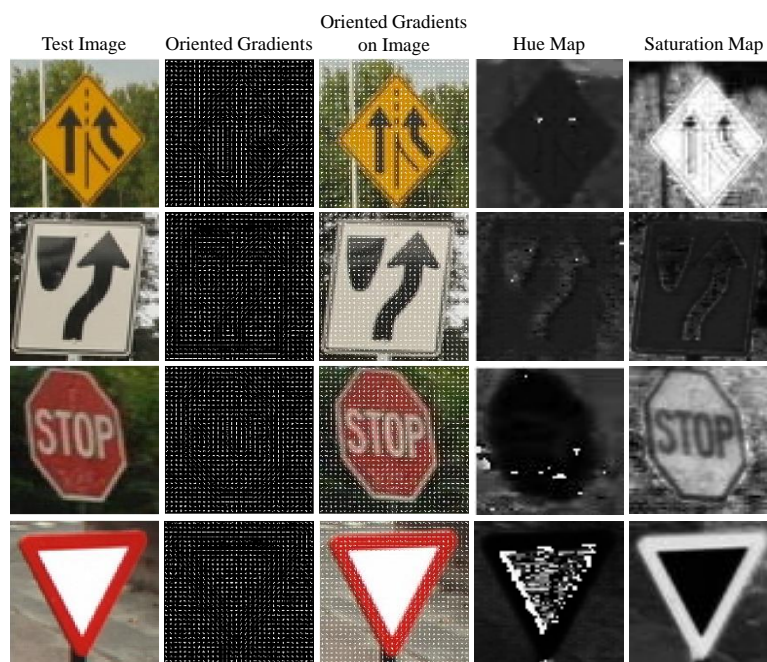 Test Image
Oriented Gradients
Oriented Gradients
on Image
Hue Map
Saturation Map
STOP
STOP
STOP